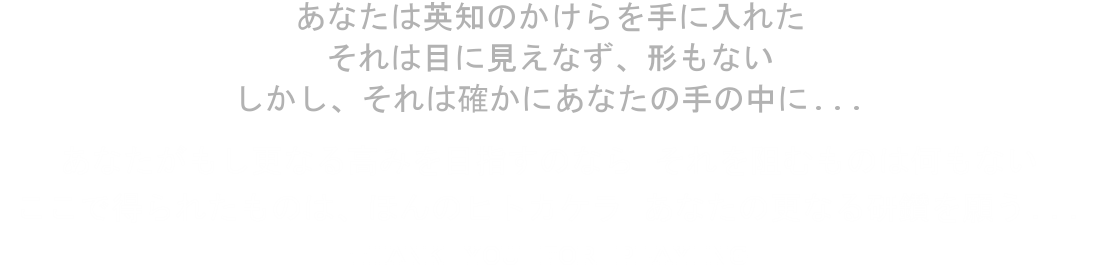 あなたは英知のかけらを手に入れた
それは目に見えなず、形もない
しかし、それは確かにあなたの手の中に...